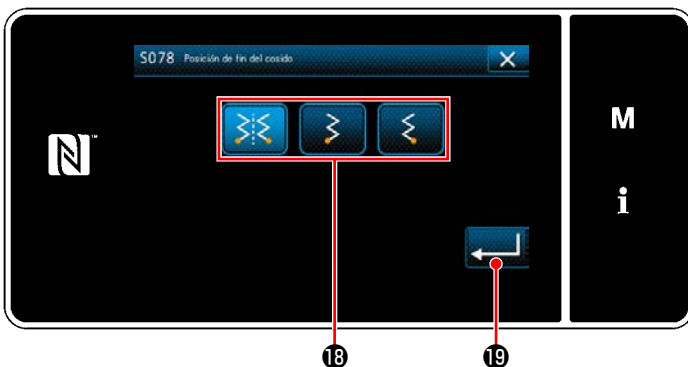 S078 Posición de fin del cosido
M
i
⓲
⓳